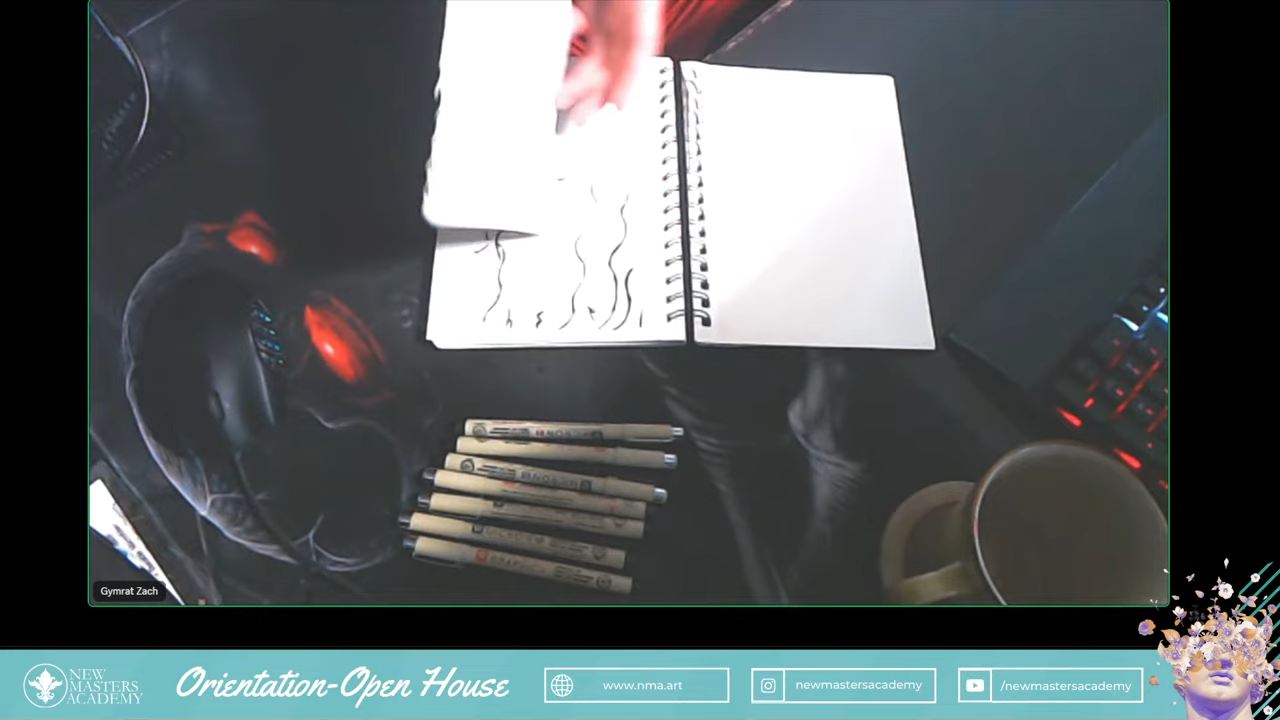 Gymrat Zach
NEW
MASTERS
ACADEMY
Orientation-Open House
www.nma.art
newmastersacademy
/newmastersacademy